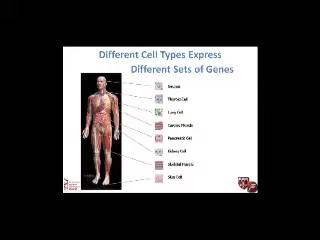 Different Cell Types Express
Different Sets of Genes
Neuron
Thyroid Cell
Lung Cell
Cardiac Muscle
Pancreatic Cell
Kidney Cell
Skeletal Muscle
Skin Cell